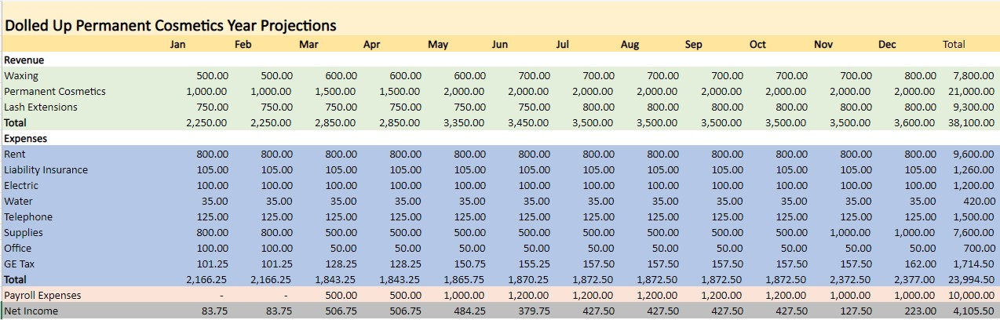 Dolled Up Permanent Cosmetics Year Projections
Jan Feb Mar Apr May Jun Jul Aug Sep Oct Nov Dec Total
Revenue
Waxing 500.00 500.00 600.00 600.00 600.00 700.00 700.00 700.00 700.00 700.00 700.00 800.00 7,800.00
Permanent Cosmetics 1,000.00 1,000.00 1,500.00 1,500.00 2,000.00 2,000.00 2,000.00 2,000.00 2,000.00 2,000.00 2,000.00 2,000.00 21,000.00
Lash Extensions 750.00 750.00 750.00 750.00 750.00 750.00 800.00 800.00 800.00 800.00 800.00 800.00 9,300.00
Total 2,250.00 2,250.00 2,850.00 2,850.00 3,350.00 3,450.00 3,500.00 3,500.00 3,500.00 3,500.00 3,500.00 3,600.00 38,100.00
Expenses
Rent 800.00 800.00 800.00 800.00 800.00 800.00 800.00 800.00 800.00 800.00 800.00 800.00 9,600.00
Liability Insurance 105.00 105.00 105.00 105.00 105.00 105.00 105.00 105.00 105.00 105.00 105.00 105.00 1,260.00
Electric 100.00 100.00 100.00 100.00 100.00 100.00 100.00 100.00 100.00 100.00 100.00 100.00 1,200.00
Water 35.00 35.00 35.00 35.00 35.00 35.00 35.00 35.00 35.00 35.00 35.00 35.00 420.00
Telephone 125.00 125.00 125.00 125.00 125.00 125.00 125.00 125.00 125.00 125.00 125.00 125.00 1,500.00
Supplies 800.00 800.00 500.00 500.00 500.00 500.00 500.00 500.00 500.00 500.00 1,000.00 1,000.00 7,600.00
Office 100.00 100.00 50.00 50.00 50.00 50.00 50.00 50.00 50.00 50.00 50.00 50.00 700.00
GE Tax 101.25 101.25 128.25 128.25 150.75 155.25 157.50 157.50 157.50 157.50 157.50 162.00 1,714.50
Total 2,166.25 2,166.25 1,843.25 1,843.25 1,865.75 1,870.25 1,872.50 1,872.50 1,872.50 1,872.50 2,372.50 2,377.00 23,994.50
Payroll Expenses - - 500.00 500.00 1,000.00 1,200.00 1,200.00 1,200.00 1,200.00 1,200.00 1,000.00 1,000.00 10,000.00
Net Income 83.75 83.75 506.75 506.75 484.25 379.75 427.50 427.50 427.50 427.50 127.50 223.00 4,105.50